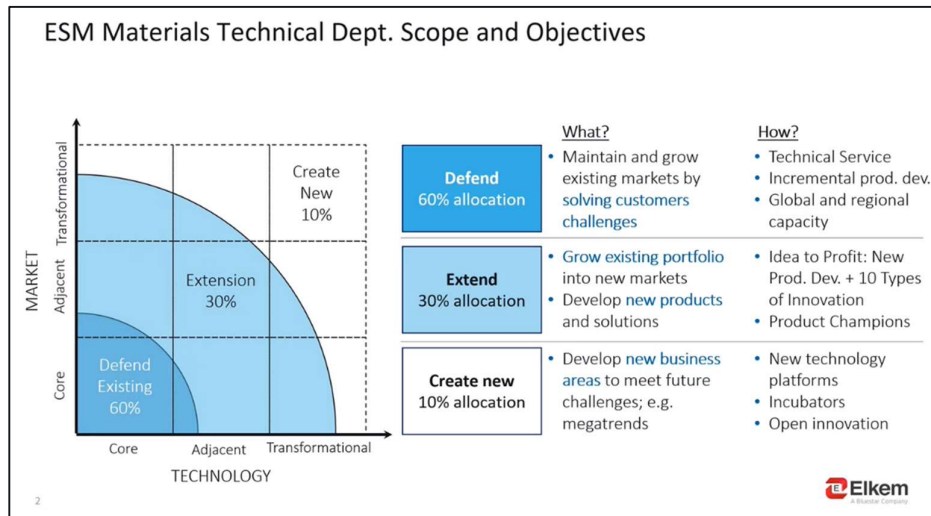 ESM Materials Technical Dept. Scope and Objectives
MARKET
Transformational
Adjacent
Core
Create
New
10%
Extension
30%
Defend
Existing
60%
Core
Adjacent
Transformational
TECHNOLOGY
What?
How?
Defend
60% allocation
• Maintain and grow
existing markets by
solving customers
challenges
• Technical Service
• Incremental prod. dev.
• Global and regional
capacity
Extend
30% allocation
• Grow existing portfolio
into new markets
• Develop new products
and solutions
• Idea to Profit: New
Prod. Dev. + 10 Types
of Innovation
• Product Champions
Create new
10% allocation
• Develop new business
areas to meet future
challenges; e.g.
megatrends
• New technology
platforms
• Incubators
• Open innovation
2
Elkem
A Bluestar Company